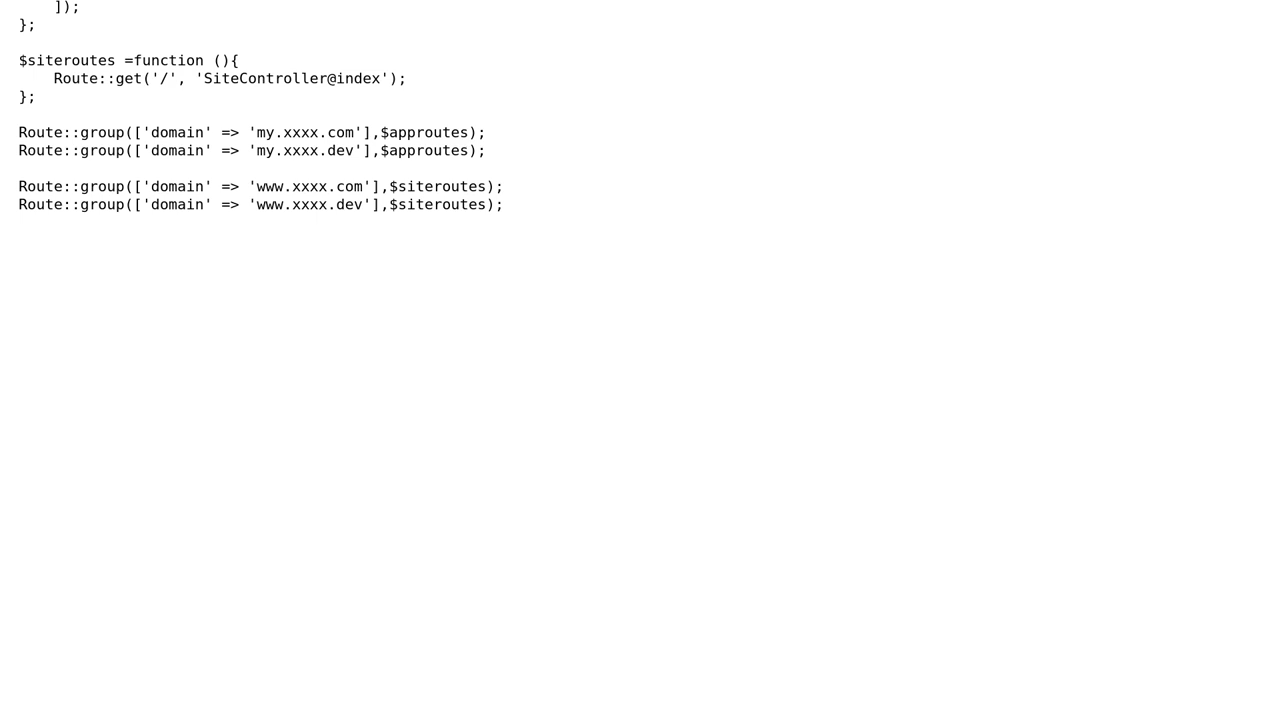 ]);
};

$siteroutes =function (){
    Route::get('/', 'SiteController@index');
};

Route::group(['domain' => 'my.xxxx.com'],$approutes);
Route::group(['domain' => 'my.xxxx.dev'],$approutes);

Route::group(['domain' => 'www.xxxx.com'],$siteroutes);
Route::group(['domain' => 'www.xxxx.dev'],$siteroutes);